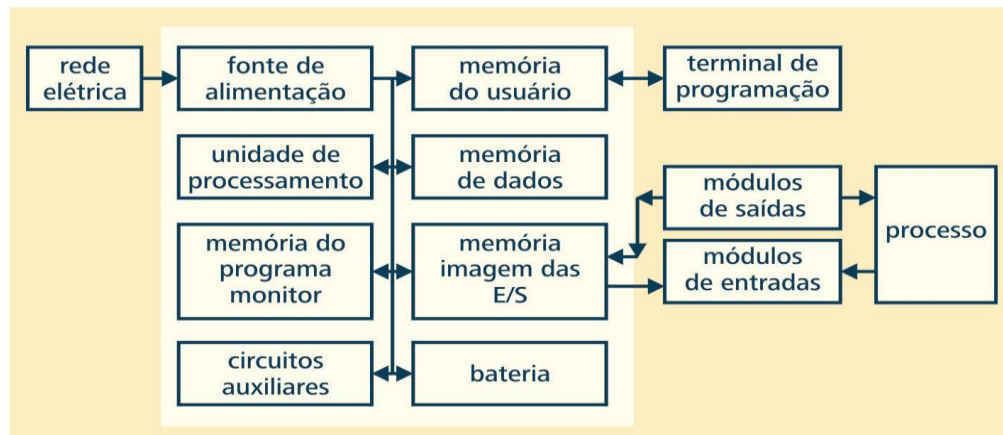 rede
elétrica
fonte de
alimentação
memória
do usuário
terminal de
programação
unidade de
processamento
memória
de dados
módulos
de saídas
processo
memória do
programa
monitor
memória
imagem das
E/S
módulos
de entradas
circuitos
auxiliares
bateria